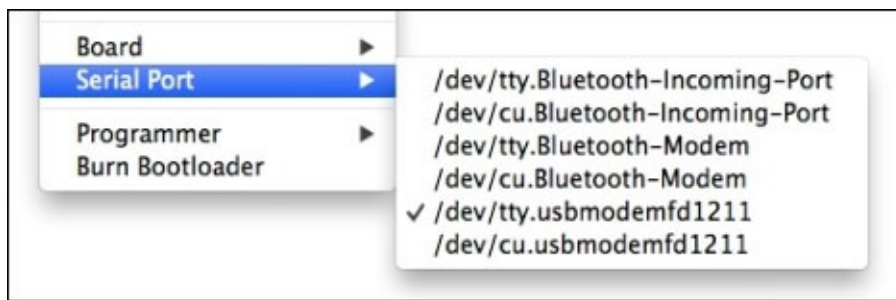 Board
Serial Port
Programmer
Burn Bootloader
/dev/tty.Bluetooth-Incoming-Port
/dev/cu.Bluetooth-Incoming-Port
/dev/tty.Bluetooth-Modem
/dev/cu.Bluetooth-Modem
✓ /dev/tty.usbmodemfd1211
/dev/cu.usbmodemfd1211